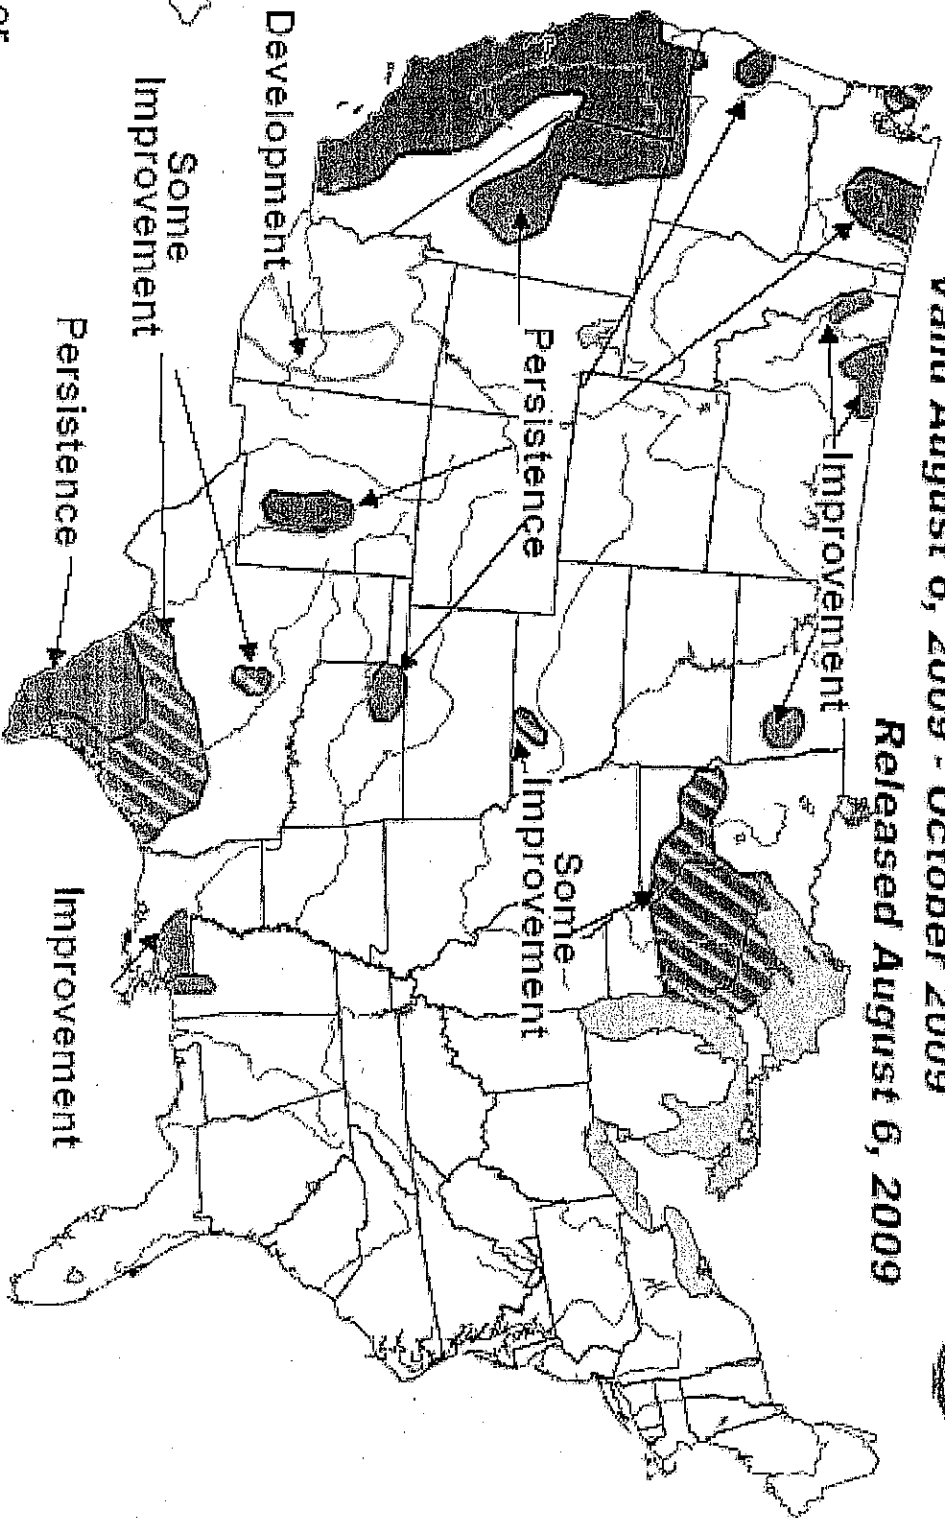 Valid August 6, 2009 - October 2009
Released August 6, 2009
Improvement
Persistence
Some
Improvement
Development
Some
Improvement
Persistence
Improvement
or